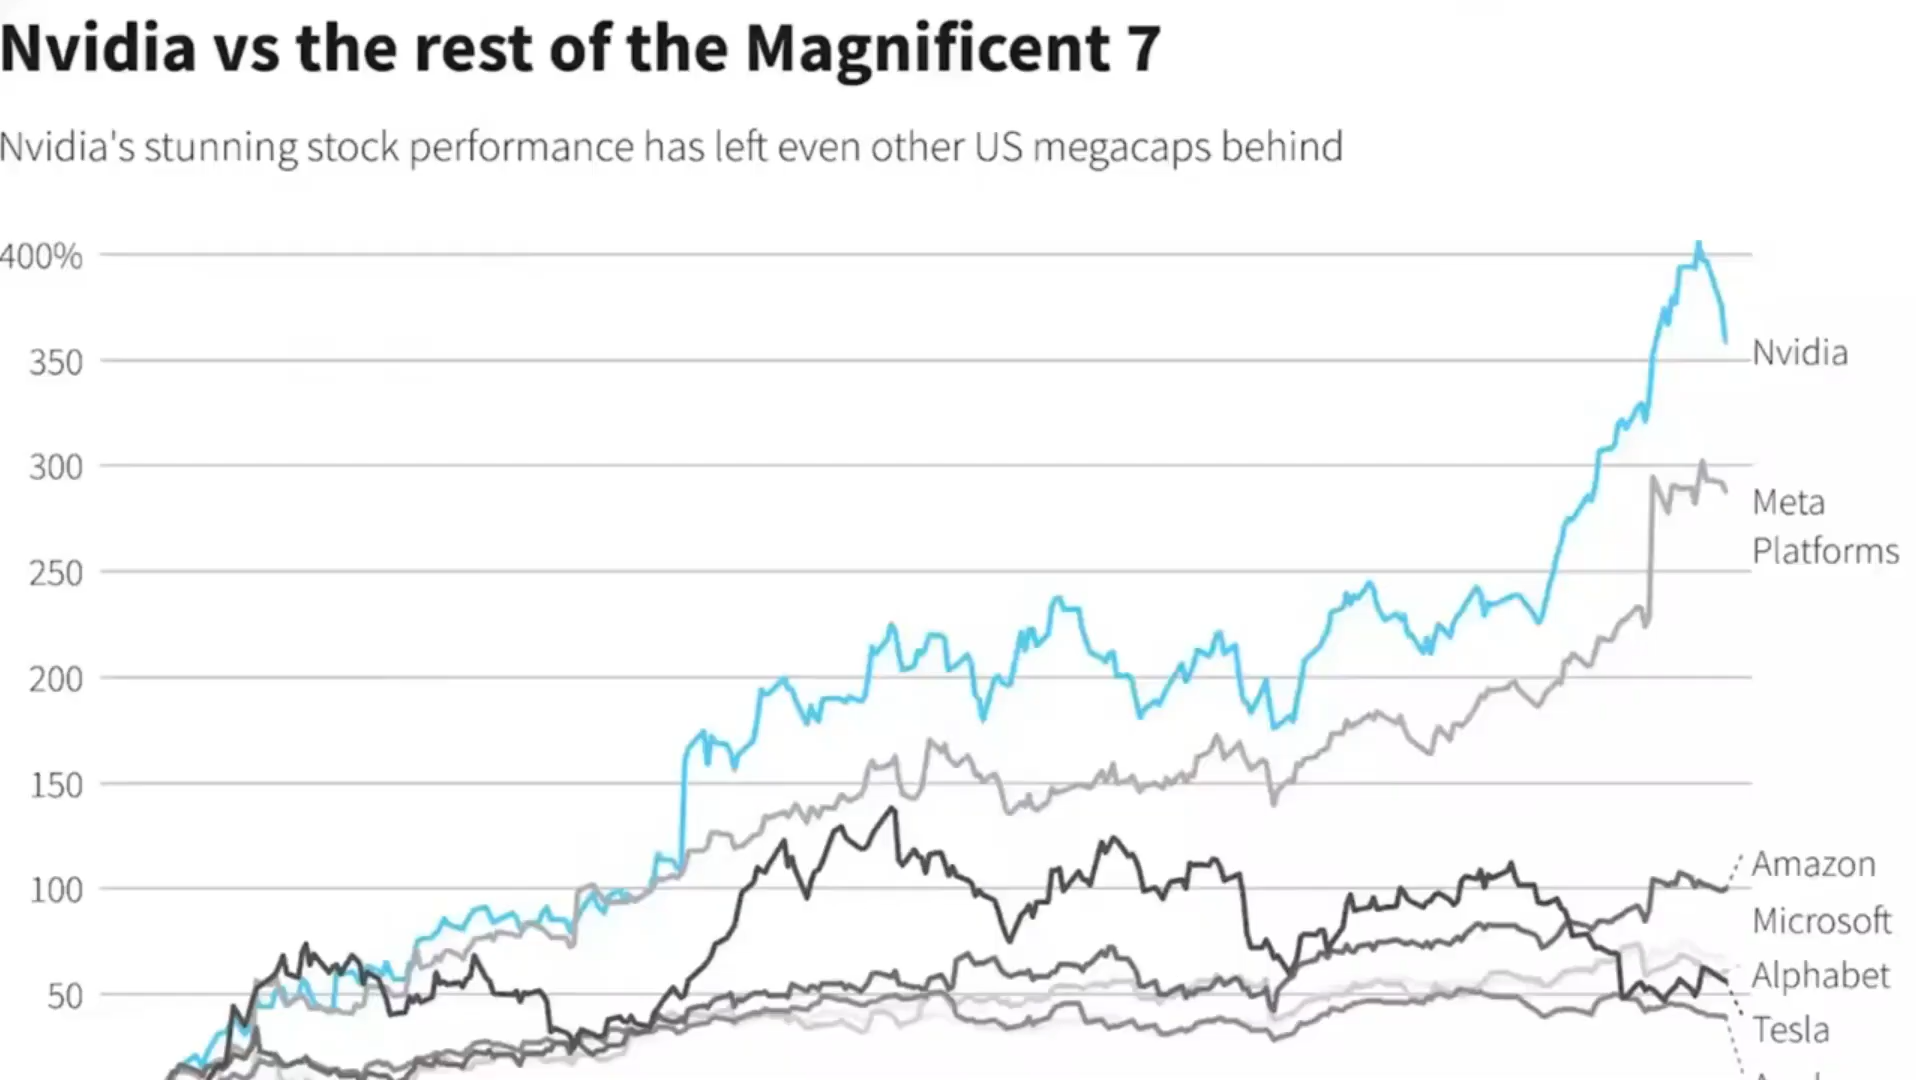 Nvidia vs the rest of the Magnificent 7
Nvidia's stunning stock performance has left even other US megacaps behind
400%
350
Nvidia
300
Meta
Platforms
250
200
150
Amazon
100
Microsoft
Alphabet
50
Tesla